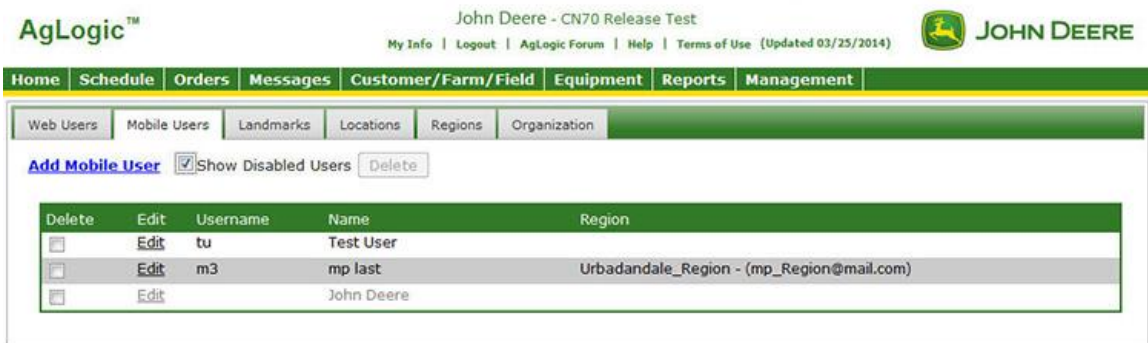 AgLogic™
John Deere - CN70 Release Test
My Info | Logout | AgLogic Forum | Help | Terms of Use (Updated 03/25/2014)
JOHN DEERE
Home Schedule Orders Messages Customer/Farm/Field Equipment Reports Management
Web Users Mobile Users Landmarks Locations Regions Organization
Add Mobile User Show Disabled Users Delete
Delete Edit Username Name Region
Edit tu Test User
Edit m3 mp last Urbadandale_Region - (mp_Region@mail.com)
Edit John Deere